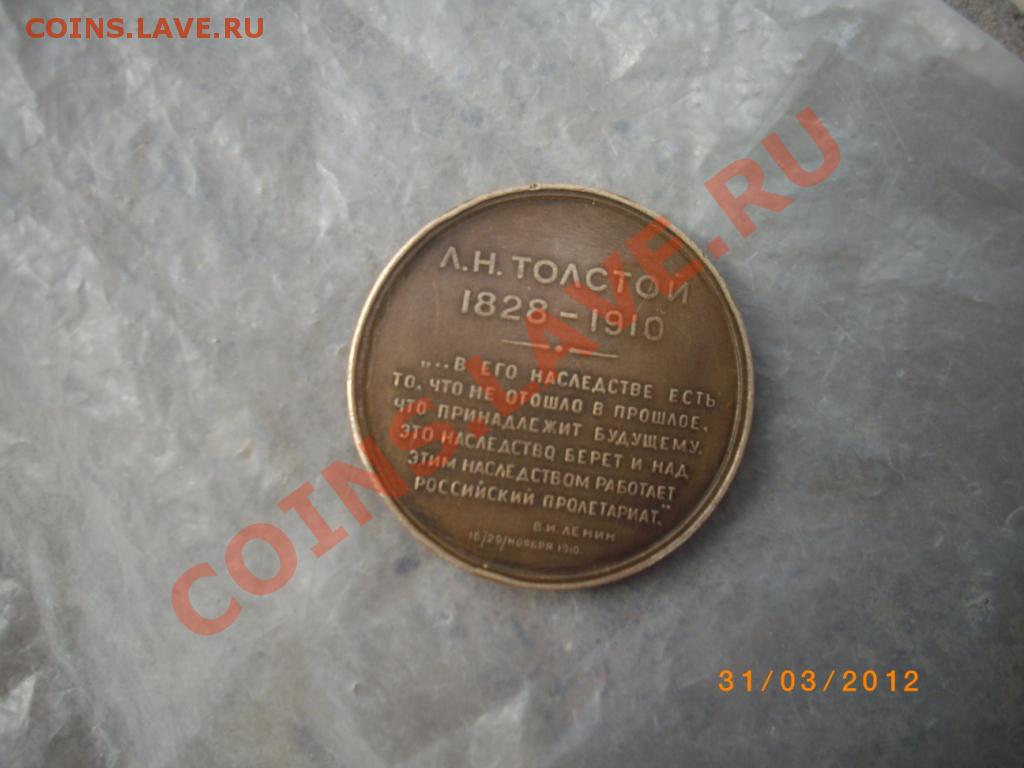 COINS.LAVE.RU
Л.Н. ТОЛСТОЙ
1828 – 1910
„...В ЕГО НАСЛЕДСТВЕ ЕСТЬ
ТО, ЧТО НЕ ОТОШЛО В ПРОШЛОЕ,
ЧТО ПРИНАДЛЕЖИТ БУДУЩЕМУ.
ЭТО НАСЛЕДСТВО БЕРЕТ И НАД
ЭТИМ НАСЛЕДСТВОМ РАБОТАЕТ
РОССИЙСКИЙ ПРОЛЕТАРИАТ."
В.И. ЛЕНИН
16/29/НОЯБРЯ 1910.
COINS.LAVE.RU
31/03/2012